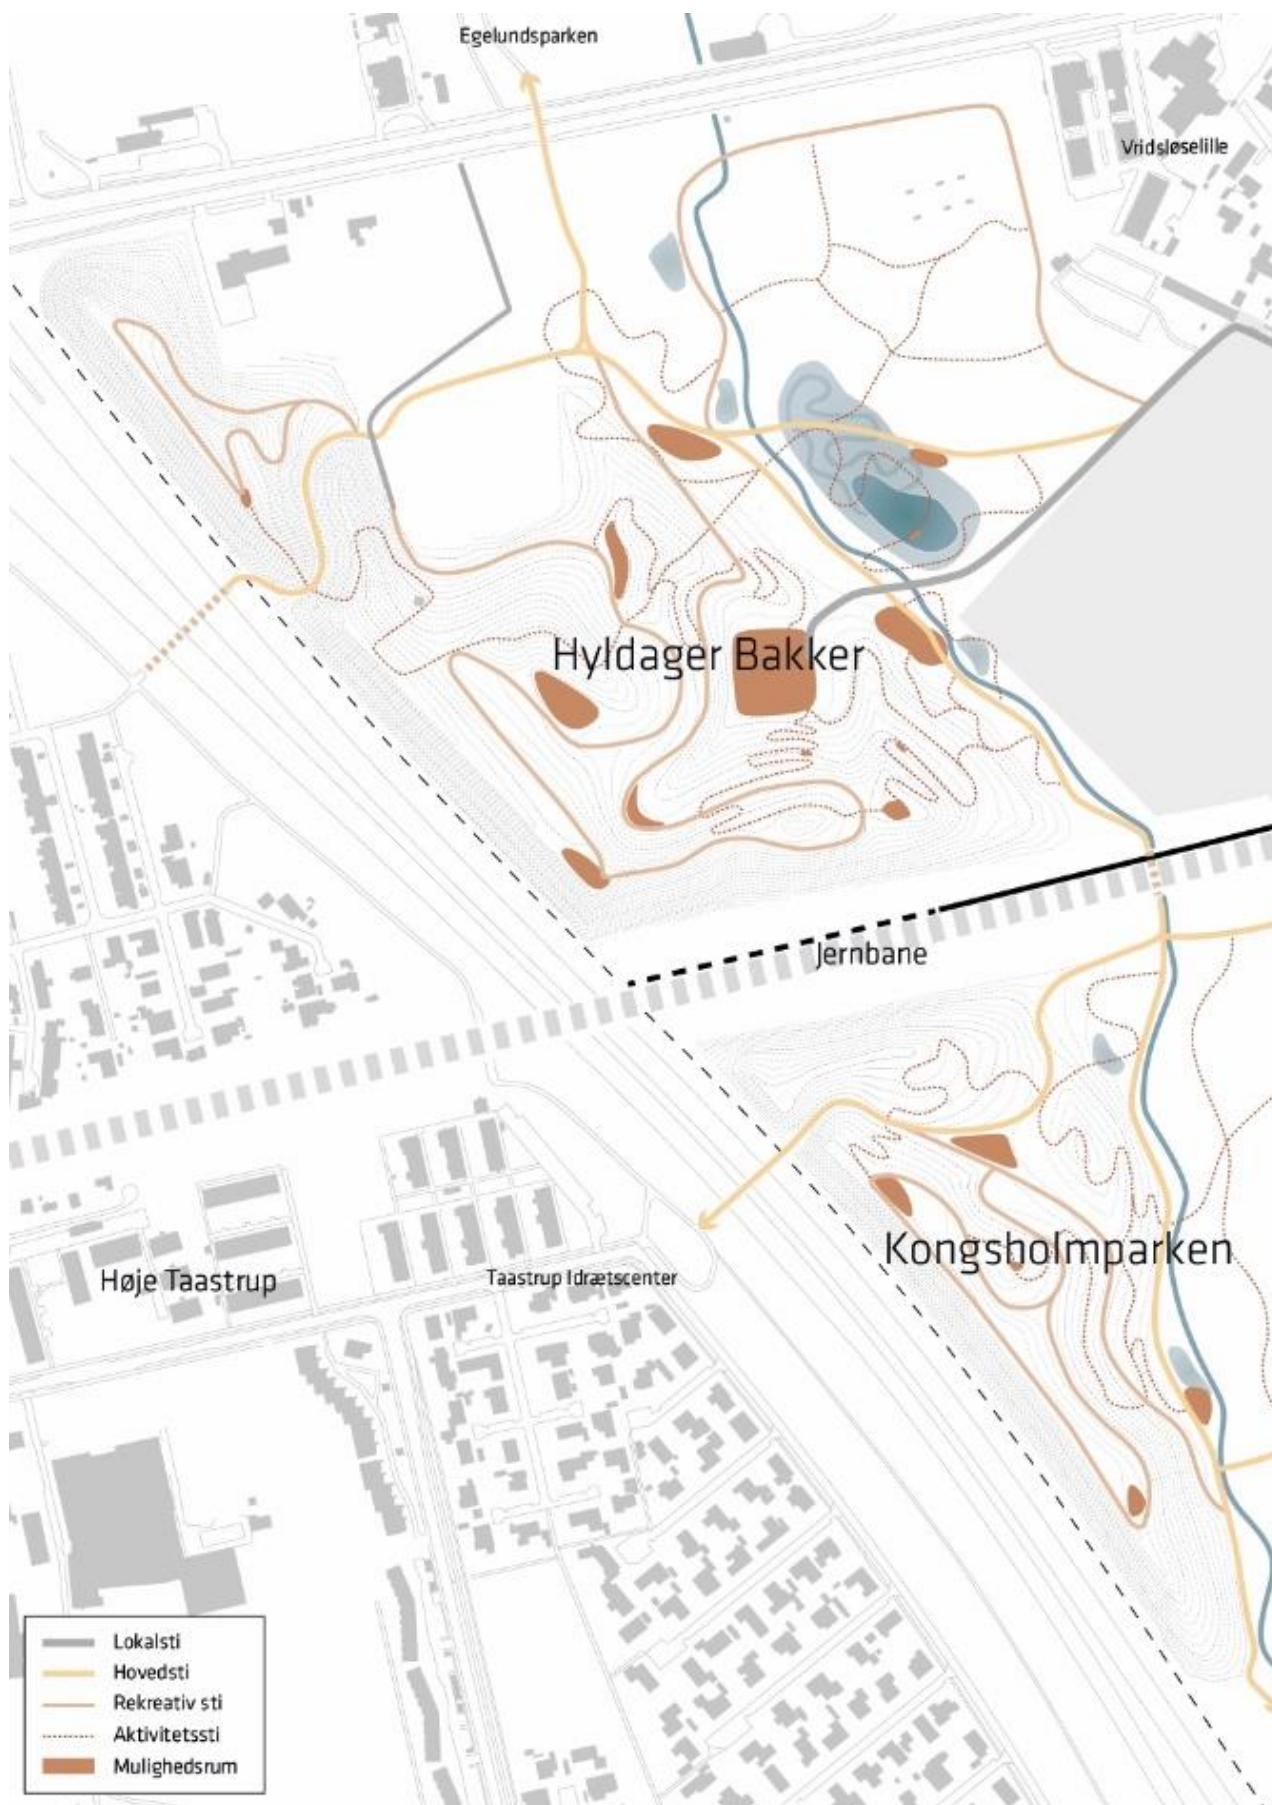 Egelundsparken
Vridsløselille
Hyldager Bakker
Jernbane
Kongsholmparken
Høje Taastrup
Taastrup Idrætscenter
Lokalsti
Hovedsti
Rekreativ sti
Aktivitetssti
Mulighedsrum